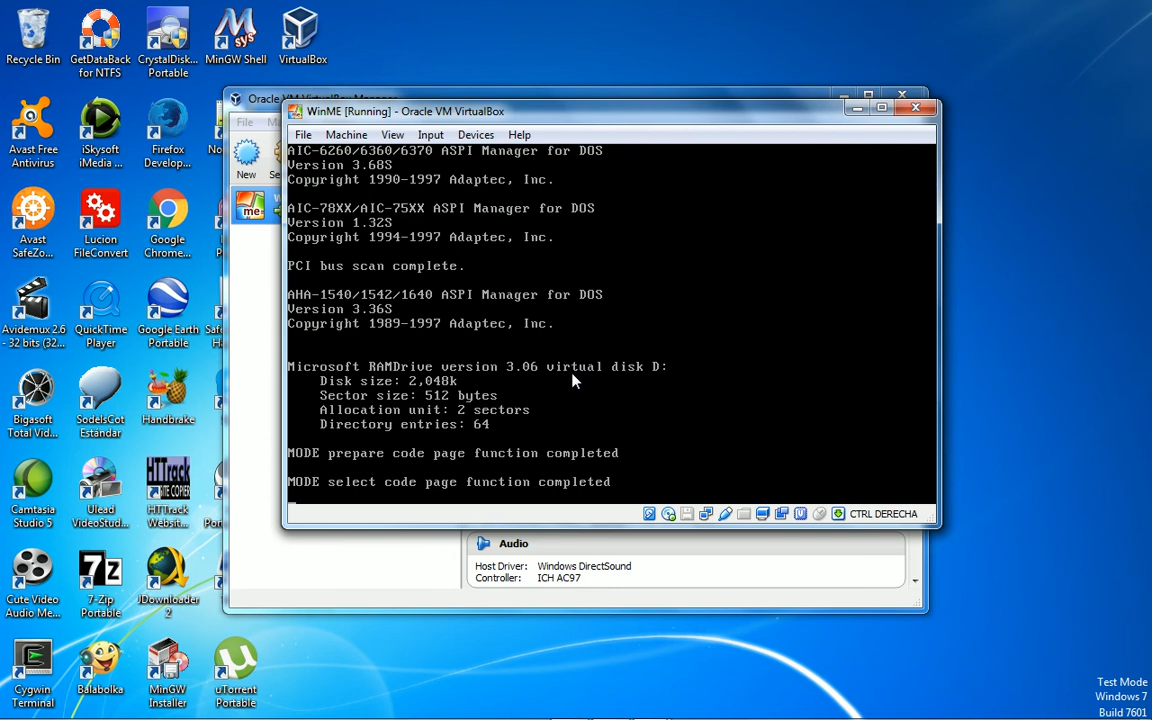 Recycle Bin
GetDataBack
for NTFS
CrystalDisk...
Portable
MinGW Shell
VirtualBox
Avast Free
Antivirus
iSkysoft
iMedia ...
Firefox
Develop...
Avast
SafeZo...
Lucion
FileConvert
Google
Chrome...
Avidemux 2.6
- 32 bits (32...
QuickTime
Player
Google Earth
Portable
Bigasoft
Total Vid...
SodelsCot
Estándar
Handbrake
Camtasia
Studio 5
Ulead
VideoStud...
HTTrack
Websit...
Cute Video
Audio Me...
7-Zip
Portable
JDownloader
2
Cygwin
Terminal
Balabolka
MinGW
Installer
uTorrent
Portable
File
New
WinME [Running] - Oracle VM VirtualBox
File Machine View Input Devices Help
AIC-6260/6360/6370 ASPI Manager for DOS
Version 3.68S
Copyright 1990-1997 Adaptec, Inc.
AIC-78XX/AIC-75XX ASPI Manager for DOS
Version 1.32S
Copyright 1994-1997 Adaptec, Inc.
PCI bus scan complete.
AHA-1540/1542/1640 ASPI Manager for DOS
Version 3.36S
Copyright 1989-1997 Adaptec, Inc.
Microsoft RAMDrive version 3.06 virtual disk D:
Disk size: 2,048k
Sector size: 512 bytes
Allocation unit: 2 sectors
Directory entries: 64
MODE prepare code page function completed
MODE select code page function completed
CTRL DERECHA
Audio
Host Driver: Windows DirectSound
Controller: ICH AC97
Test Mode
Windows 7
Build 7601